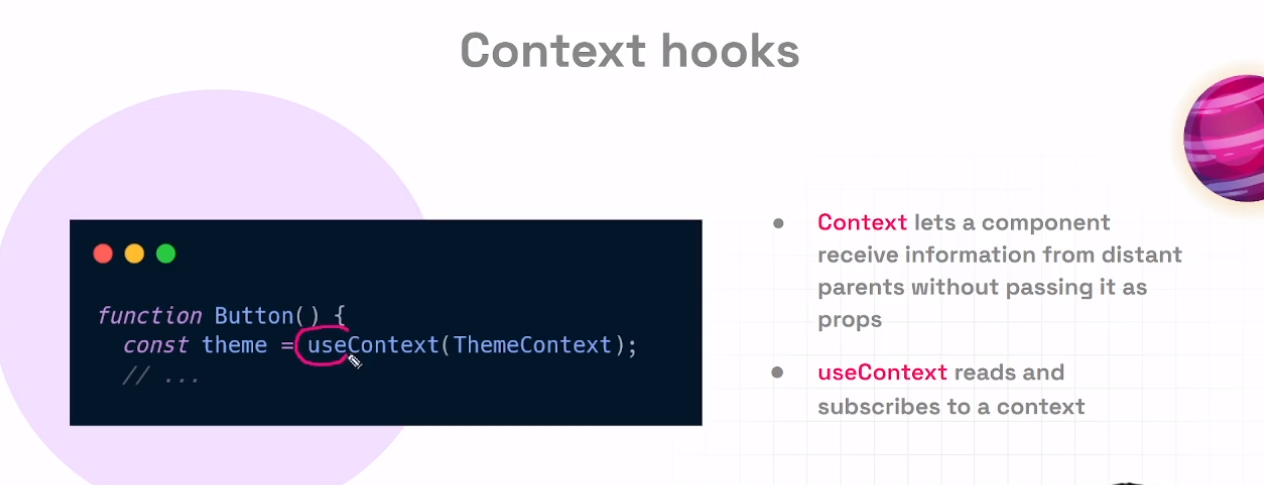 Context hooks
function Button() {
const theme = useContext(ThemeContext);
// ...
Context lets a component
receive information from distant
parents without passing it as
props
useContext reads and
subscribes to a context